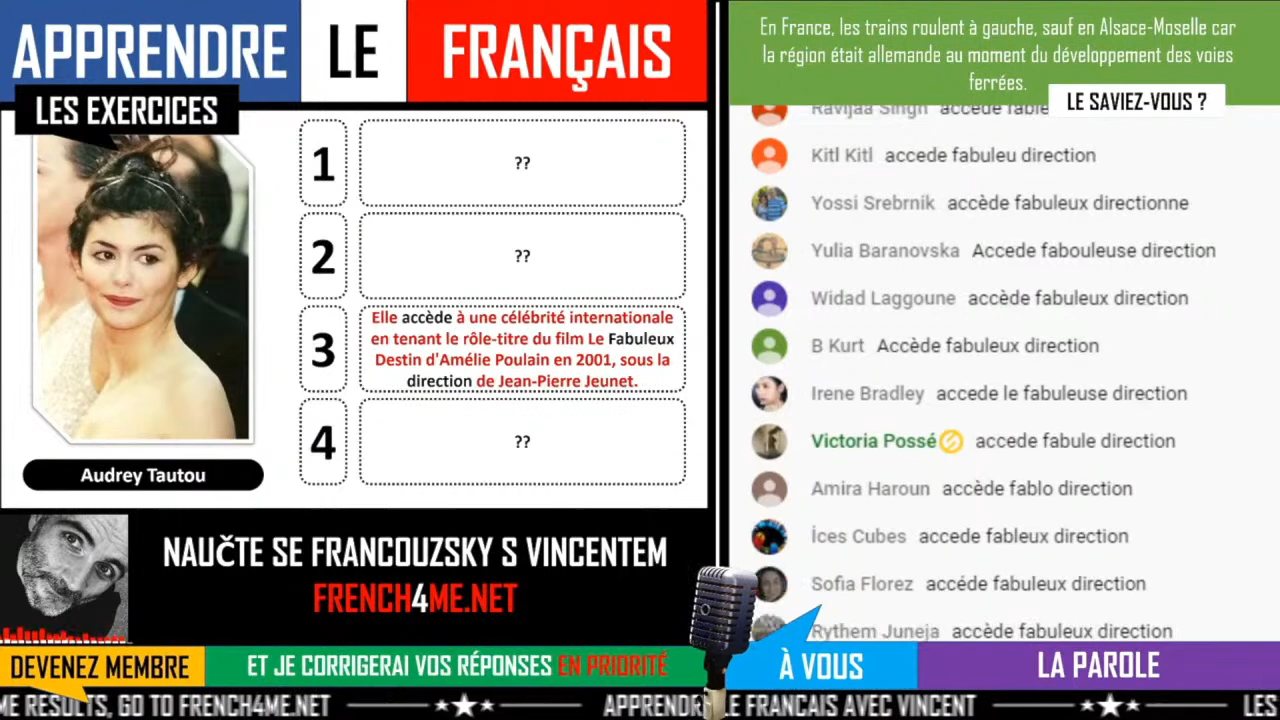 APPRENDRE LE FRANÇAIS
LES EXERCICES
1
??
2
??
3
Elle accède à une célébrité internationale
en tenant le rôle-titre du film Le Fabuleux
Destin d'Amélie Poulain en 2001, sous la
direction de Jean-Pierre Jeunet.
4
??
Audrey Tautou
NAUČTE SE FRANCOUZSKY S VINCENTEM
FRENCH4ME.NET
DEVENEZ MEMBRE
ET JE CORRIGERAI VOS RÉPONSES EN PRIORITÉ
En France, les trains roulent à gauche, sauf en Alsace-Moselle car
la région était allemande au moment du développement des voies
ferrées.
LE SAVIEZ-VOUS ?
Ravijaa Singh accède fable
Kitl Kitl accede fabuleu direction
Yossi Srebrnik accède fabuleux directionne
Yulia Baranovska Accede fabouleuse direction
Widad Laggoune accède fabuleux direction
B Kurt Accède fabuleux direction
Irene Bradley accede le fabuleuse direction
Victoria Possé accede fabule direction
Amira Haroun accède fablo direction
İces Cubes accede fableux direction
Sofia Florez accéde fabuleux direction
Rythem Juneja accède fabuleux direction
À VOUS
LA PAROLE
ME RESULTS, GO TO FRENCH4ME.NET APPRENDRE LE FRANCAIS AVEC VINCENT LES